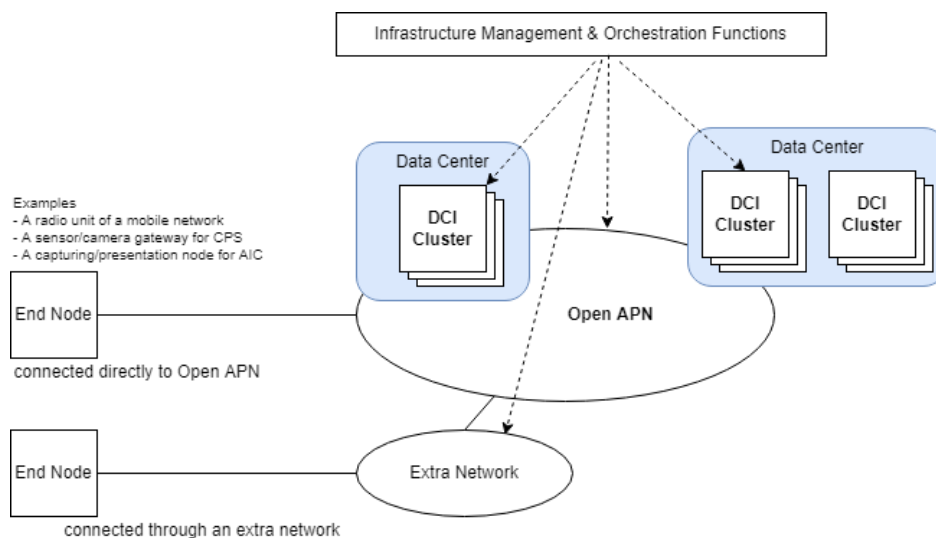 Infrastructure Management & Orchestration Functions
Data Center
DCI
Cluster
Data Center
DCI
Cluster
DCI
Cluster
Examples
- A radio unit of a mobile network
- A sensor/camera gateway for CPS
- A capturing/presentation node for AIC
End Node
Open APN
connected directly to Open APN
End Node
Extra Network
connected through an extra network